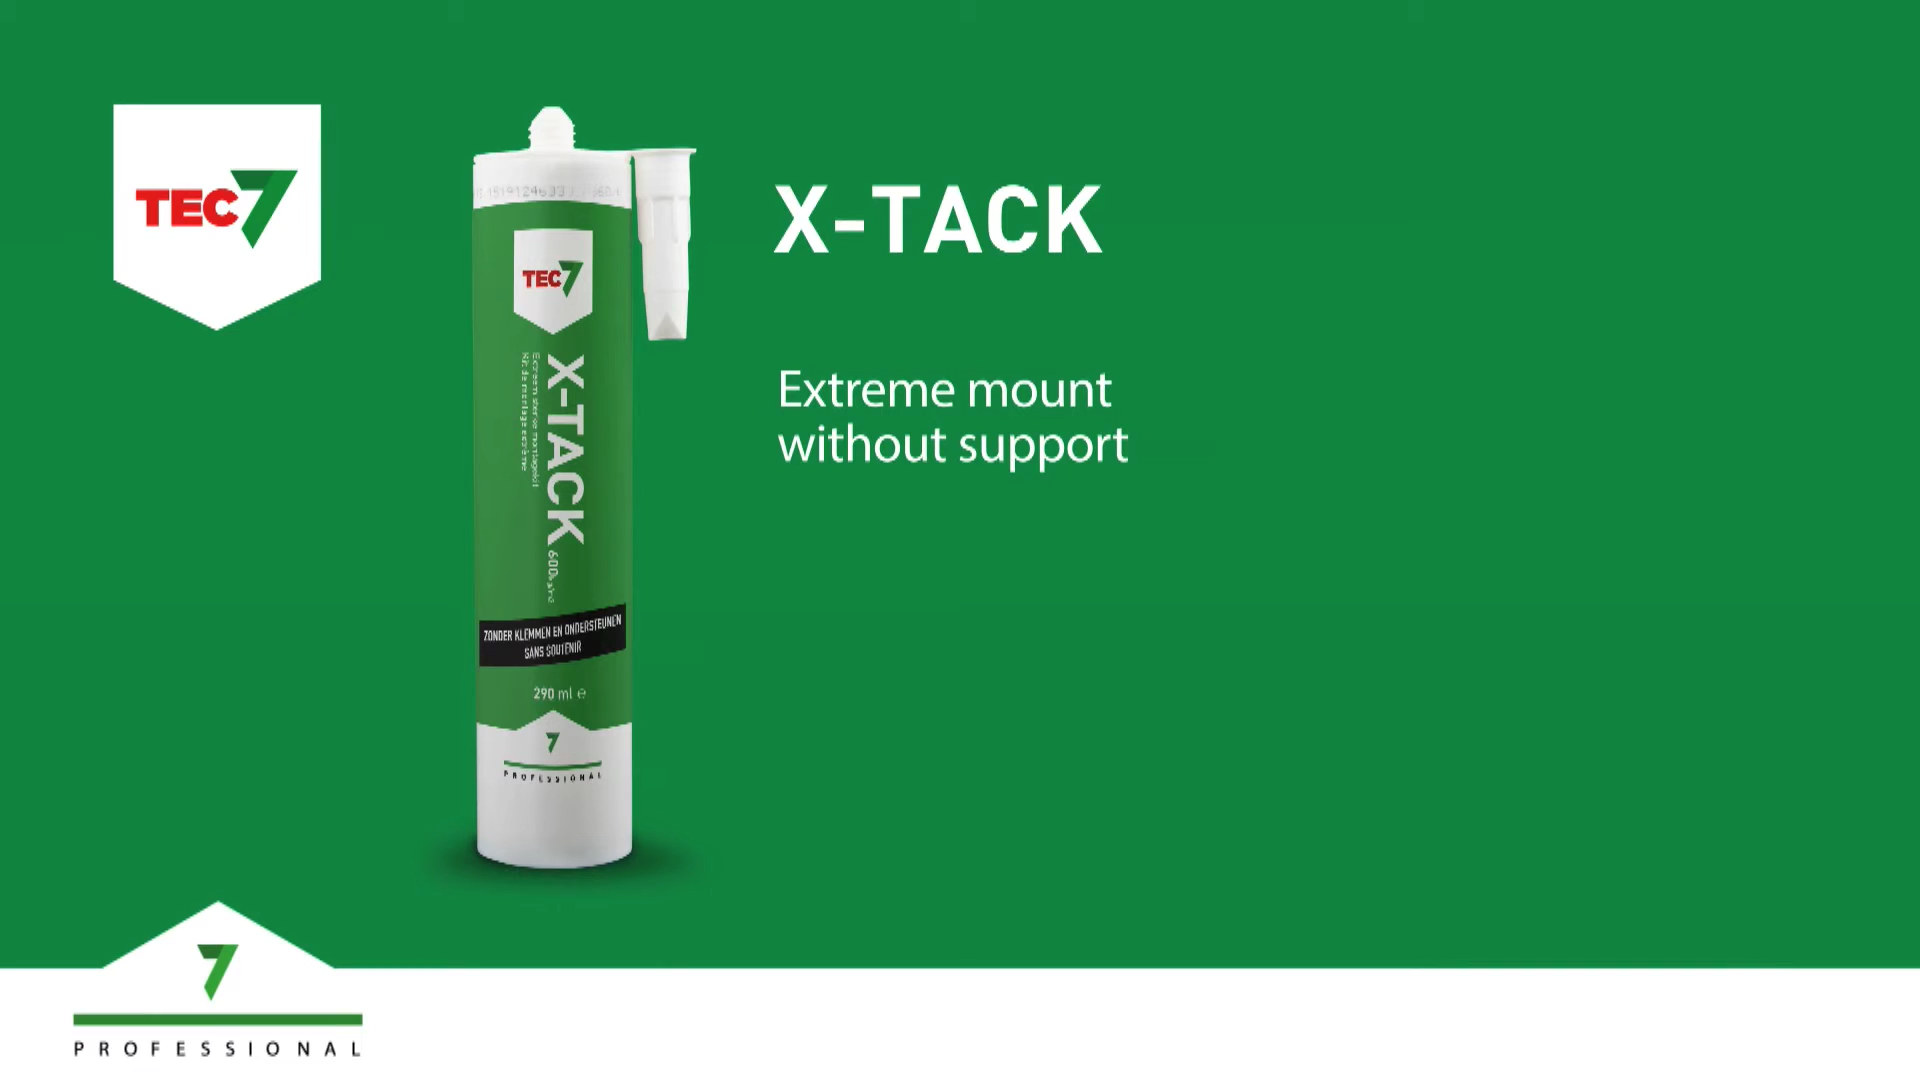 TEC7
X-TACK
Extreme mount
without support
TEC7
X-TACK
ZONDER KLEMMEN EN ONDERSTEUNEN
SANS SOUTENIR
290 ml e
7
PROFESSIONAL
7
PROFESSIONAL